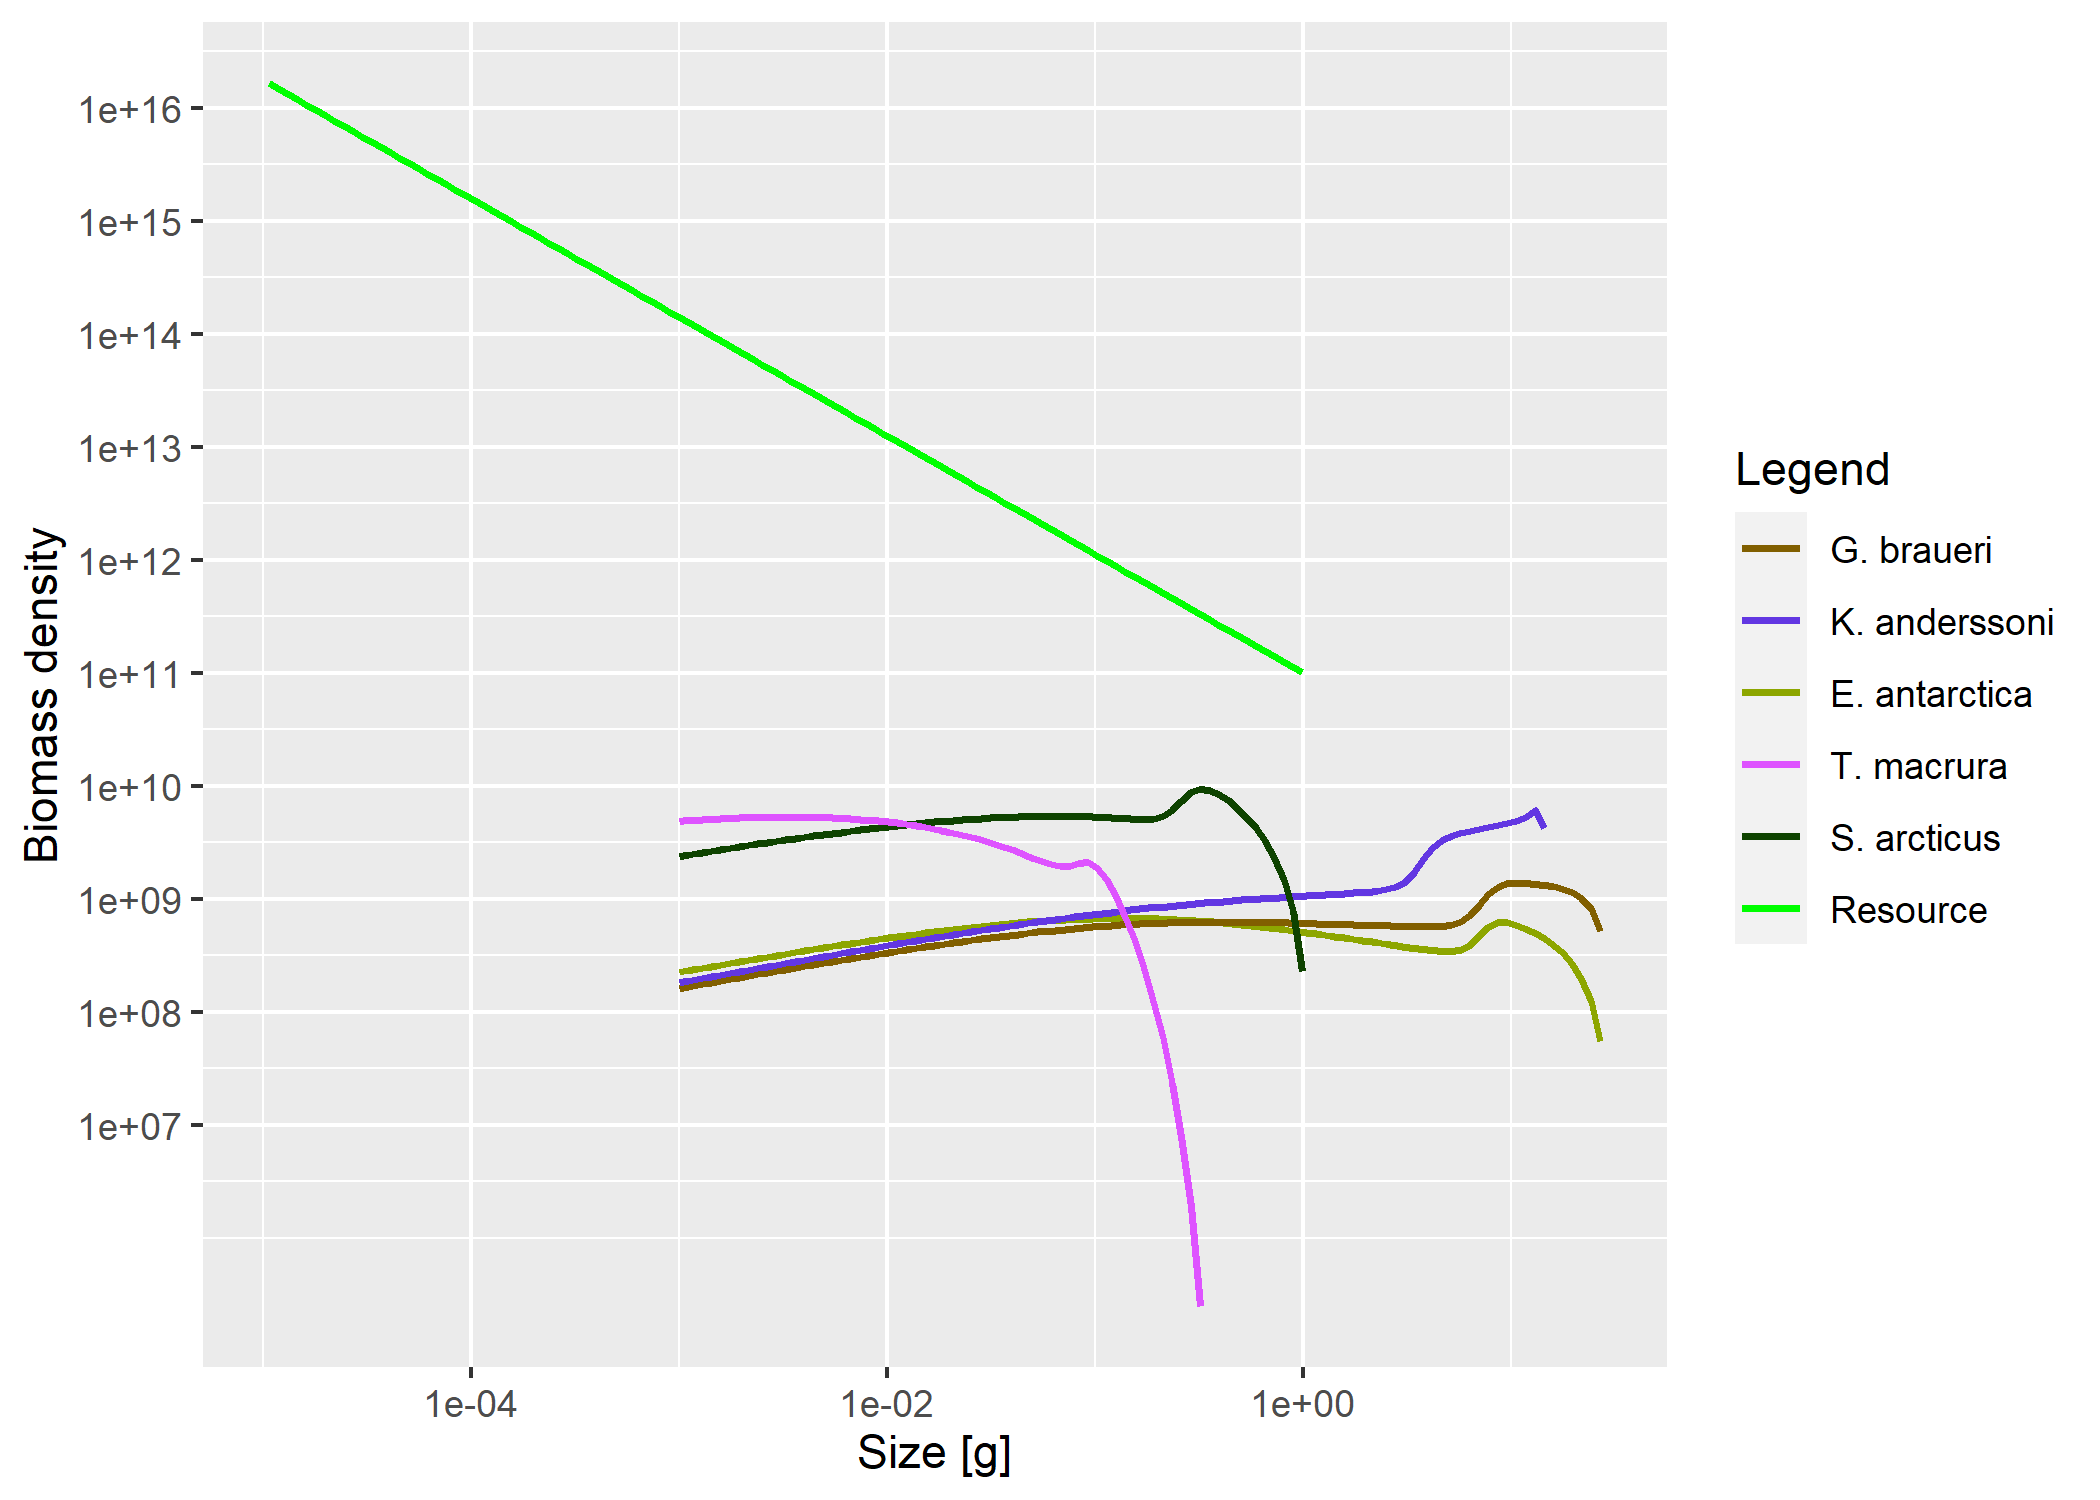 1e+16
1e+15
1e+14
1e+13
1e+12
1e+11
1e+10
1e+09
1e+08
1e+07
Biomass density
1e-04
1e-02
1e+00
Size [g]
Legend
G. braueri
K. anderssoni
E. antarctica
T. macrura
S. arcticus
Resource